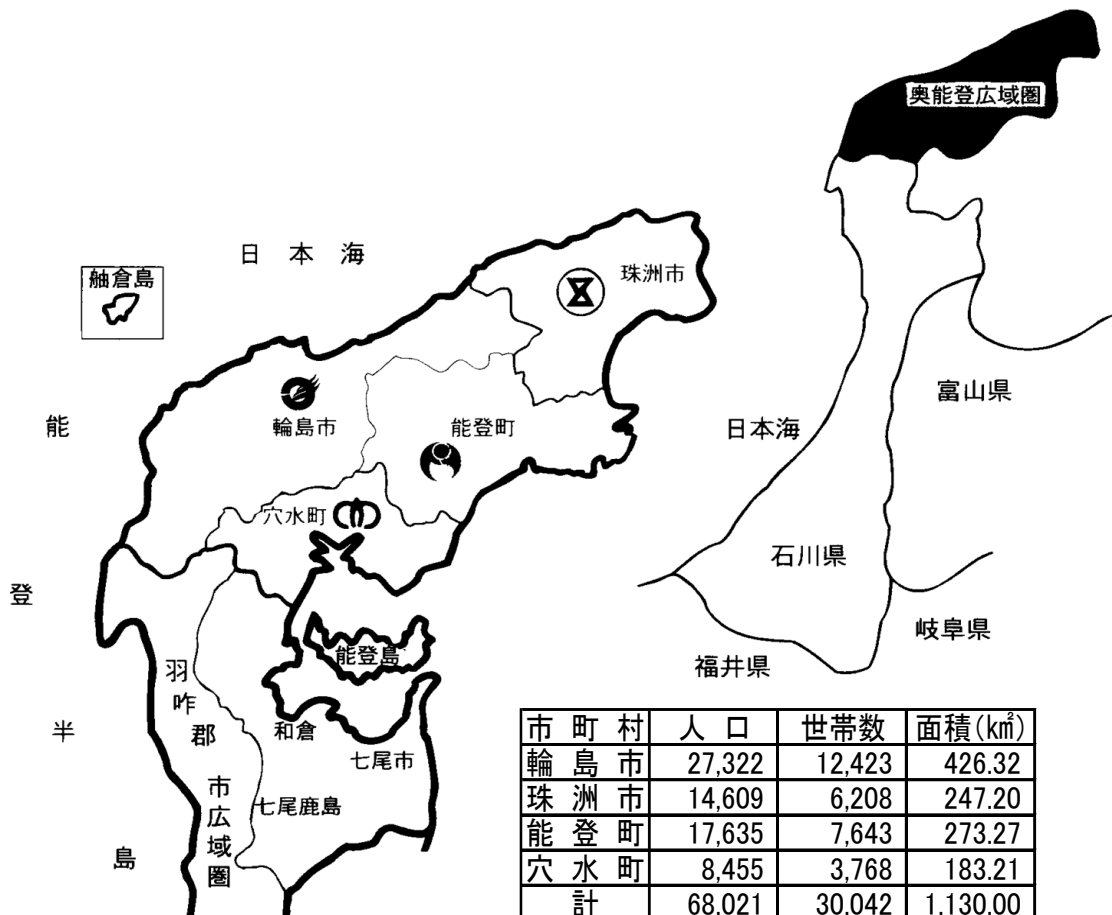 奥能登広域圏
日本海
舳倉島
珠洲市
輪島市
能登町
穴水町
能登半島
能登島
羽咋郡市広域圏
和倉
七尾市
七尾鹿島
日本海
富山県
石川県
岐阜県
福井県
市町村 人口 世帯数 面積(㎢)
輪島市 27,322 12,423 426.32
珠洲市 14,609 6,208 247.20
能登町 17,635 7,643 273.27
穴水町 8,455 3,768 183.21
計 68,021 30,042 1,130.00